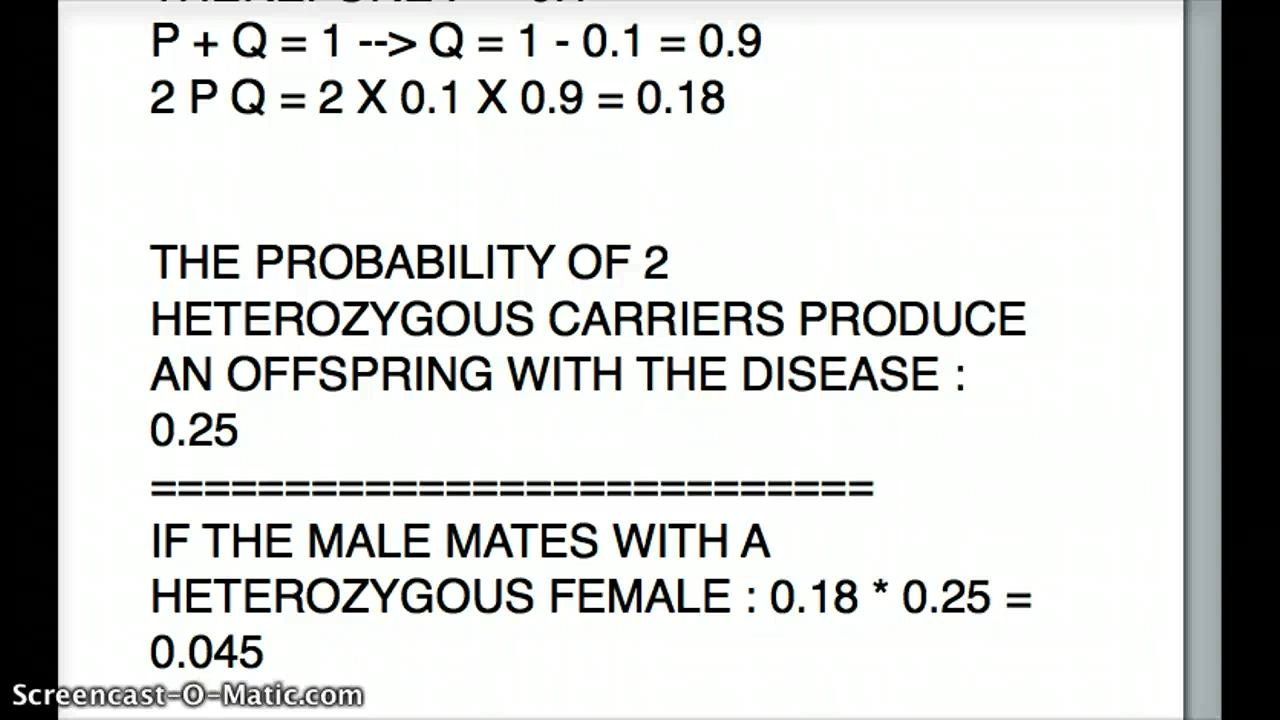 P + Q = 1 --> Q = 1 - 0.1 = 0.9
2 P Q = 2 X 0.1 X 0.9 = 0.18
THE PROBABILITY OF 2
HETEROZYGOUS CARRIERS PRODUCE
AN OFFSPRING WITH THE DISEASE :
0.25
===========================
IF THE MALE MATES WITH A
HETEROZYGOUS FEMALE : 0.18 * 0.25 =
0.045
Screencast-O-Matic.com